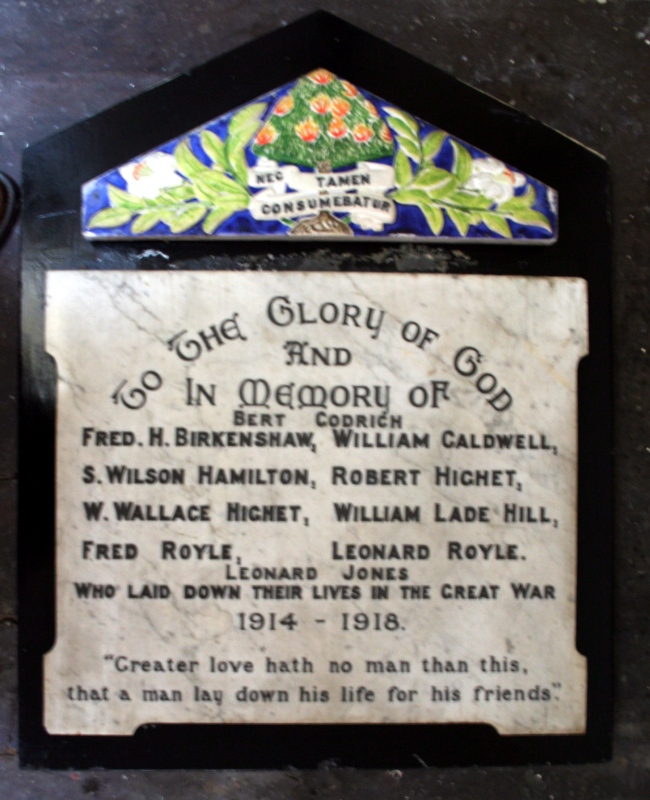 NEC TAMEN
CONSUMEBATUR
TO THE GLORY OF GOD
AND
IN MEMORY OF
BERT CODRICH
FRED. H. BIRKENSHAW, WILLIAM CALDWELL,
S. WILSON HAMILTON, ROBERT HIGHET,
W. WALLACE HIGHET, WILLIAM LADE HILL,
FRED ROYLE, LEONARD ROYLE.
LEONARD JONES
WHO LAID DOWN THEIR LIVES IN THE GREAT WAR
1914 - 1918.
"Greater love hath no man than this,
that a man lay down his life for his friends".